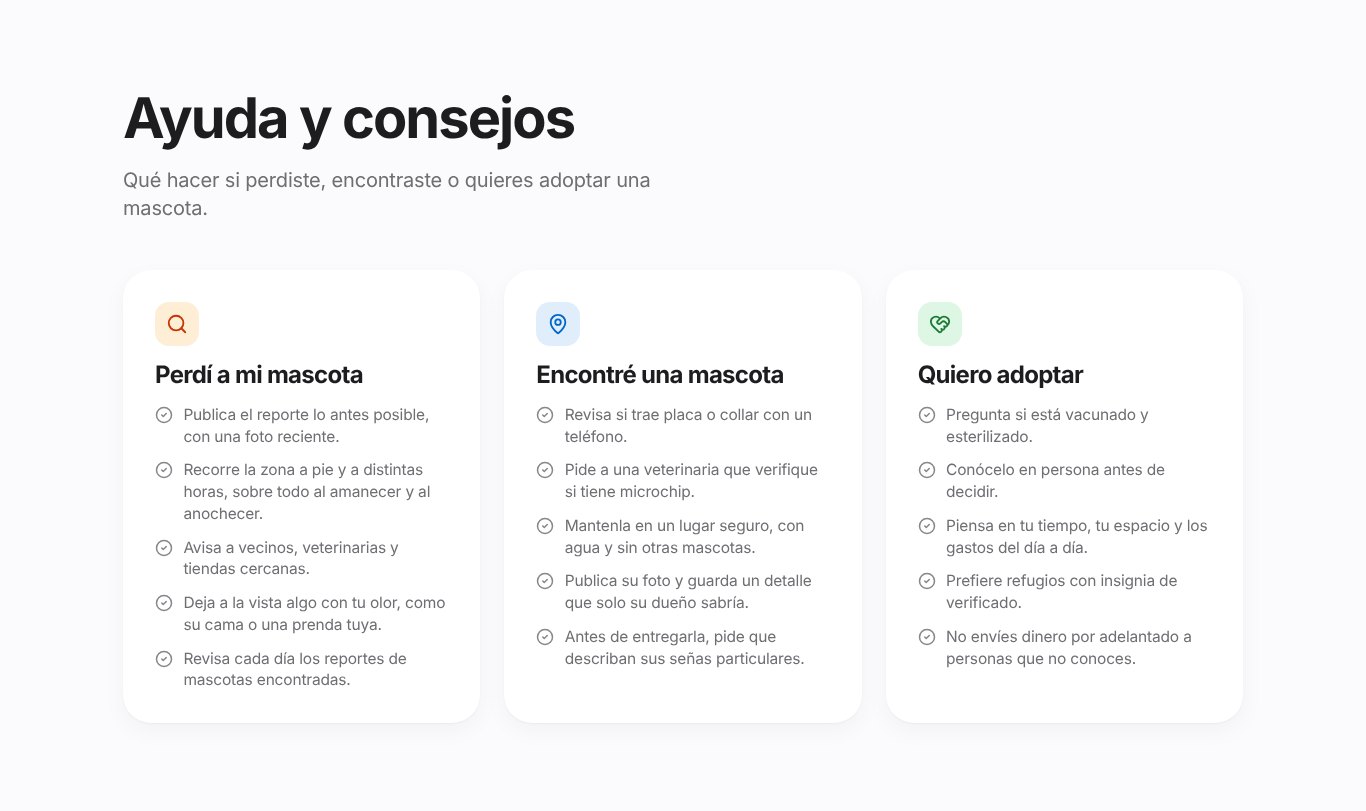 Ayuda y consejos
Qué hacer si perdiste, encontraste o quieres adoptar una
mascota.
Perdí a mi mascota
Publica el reporte lo antes posible,
con una foto reciente.
Recorre la zona a pie y a distintas
horas, sobre todo al amanecer y al
anochecer.
Avisa a vecinos, veterinarias y
tiendas cercanas.
Deja a la vista algo con tu olor, como
su cama o una prenda tuya.
Revisa cada día los reportes de
mascotas encontradas.
Encontré una mascota
Revisa si trae placa o collar con un
teléfono.
Pide a una veterinaria que verifique
si tiene microchip.
Mantenla en un lugar seguro, con
agua y sin otras mascotas.
Publica su foto y guarda un detalle
que solo su dueño sabría.
Antes de entregarla, pide que
describan sus señas particulares.
Quiero adoptar
Pregunta si está vacunado y
esterilizado.
Conócelo en persona antes de
decidir.
Piensa en tu tiempo, tu espacio y los
gastos del día a día.
Prefiere refugios con insignia de
verificado.
No envíes dinero por adelantado a
personas que no conoces.